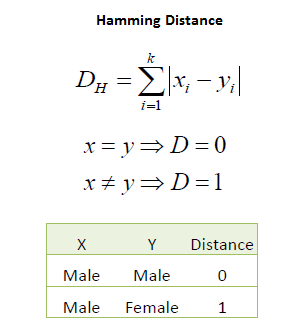 Hamming Distance
D_H = \sum_{i=1}^{k} |x_i - y_i|
x = y ⇒ D = 0
x ≠ y ⇒ D = 1
X Y Distance
Male Male 0
Male Female 1